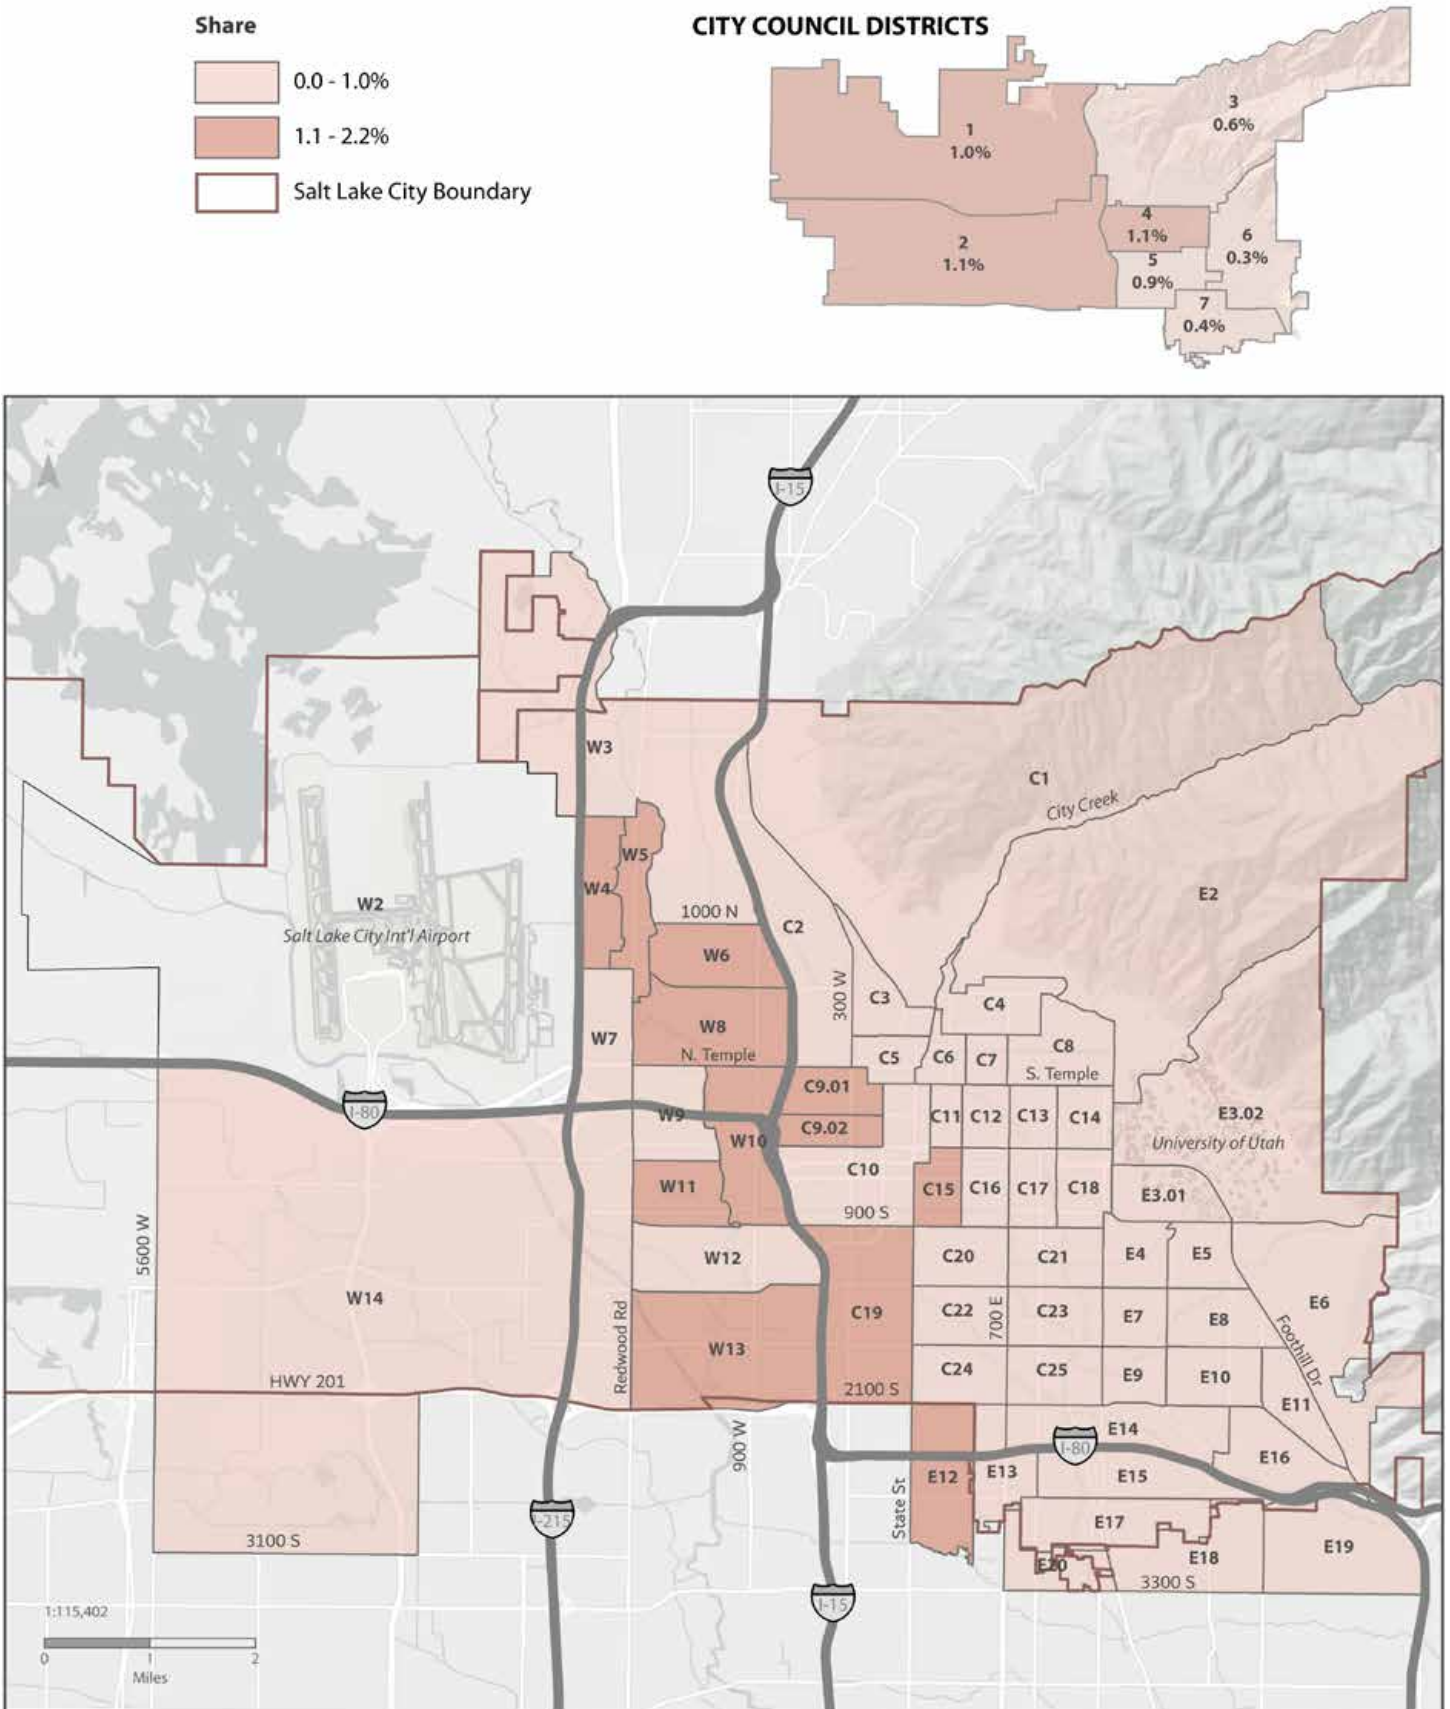 Share
0.0 - 1.0%
1.1 - 2.2%
Salt Lake City Boundary
CITY COUNCIL DISTRICTS
3
0.6%
1
1.0%
4
1.1%
6
0.3%
2
1.1%
5
0.9%
7
0.4%
I-15
W3
C1
City Creek
W5
W4
E2
W2
Salt Lake City Int'l Airport
1000 N
C2
W6
300 W
C3
C4
W8
W7
N. Temple
C5
C6
C7
C8
S. Temple
I-80
C9.01
W9
C9.02
W10
C11
C12
C13
C14
E3.02
University of Utah
C10
W11
C15
C16
C17
C18
E3.01
900 S
5600 W
W12
C20
C21
E4
E5
W14
C19
C22
700 E
C23
E7
E8
E6
Foothill Dr
Redwood Rd
W13
HWY 201
2100 S
C24
C25
E9
E10
E11
900 W
E14
I-80
E16
E12
E13
E15
State St
I-215
E17
3100 S
E20
E18
E19
3300 S
I-15
1:115,402
0 1 2
Miles